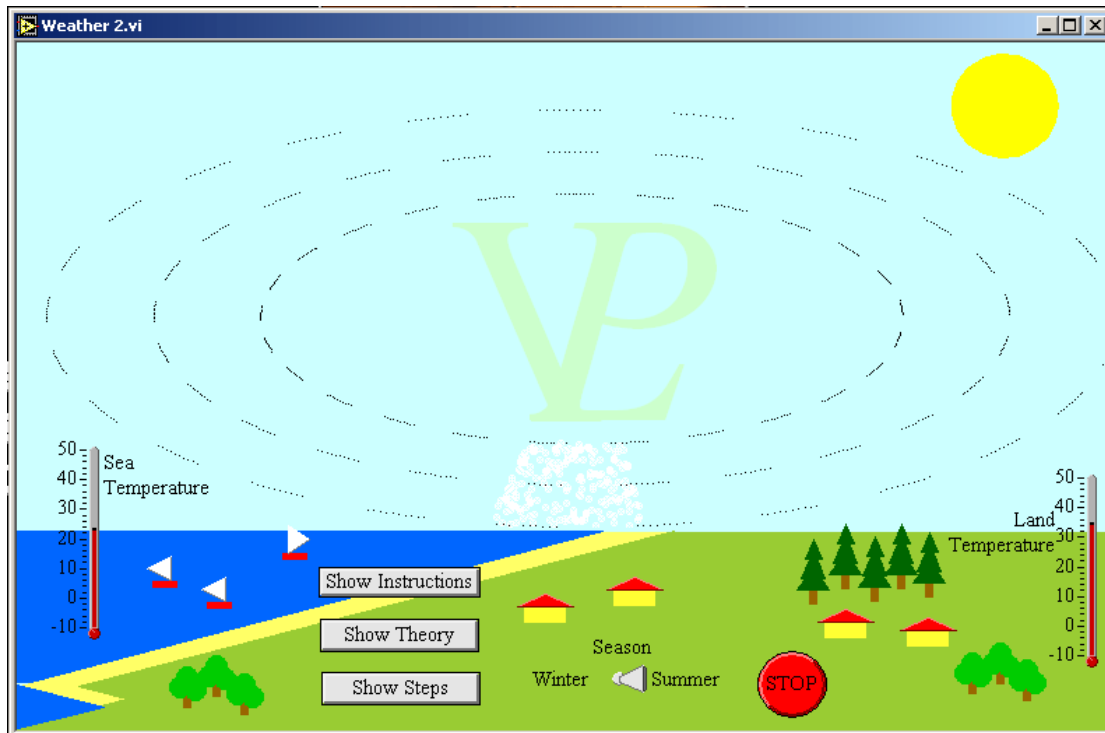 Weather 2.vi
VPL
50
40
30
20
10
0
-10
Sea
Temperature
50
40
30
20
10
0
-10
Land
Temperature
Show Instructions
Show Theory
Show Steps
Season
Winter
Summer
STOP